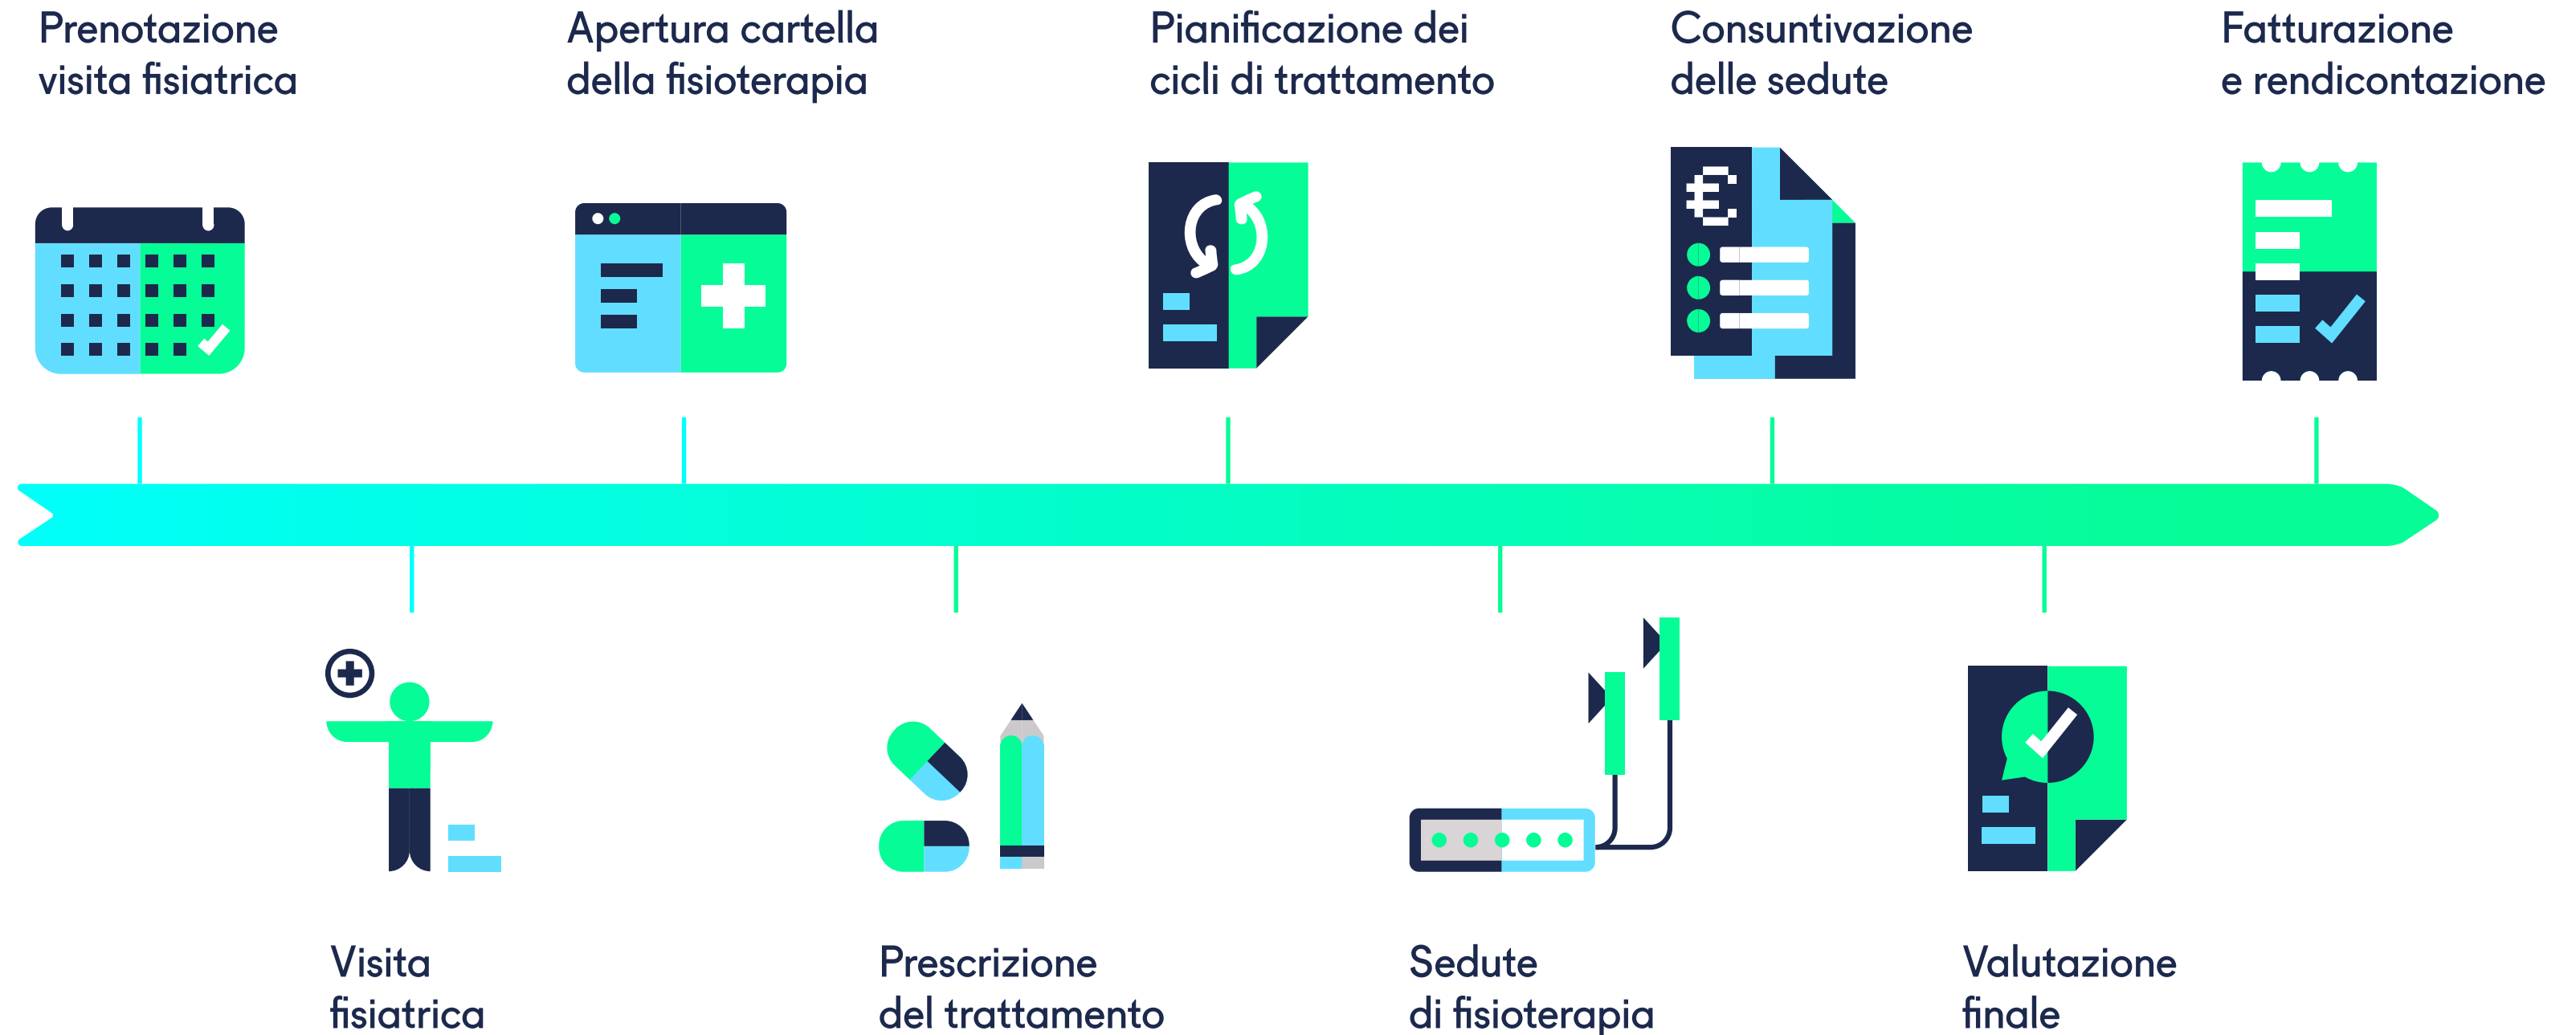 Prenotazione
visita fisiatrica
Apertura cartella
della fisioterapia
Pianificazione dei
cicli di trattamento
Consuntivazione
delle sedute
Fatturazione
e rendicontazione
€
Visita
fisiatrica
Prescrizione
del trattamento
Sedute
di fisioterapia
Valutazione
finale